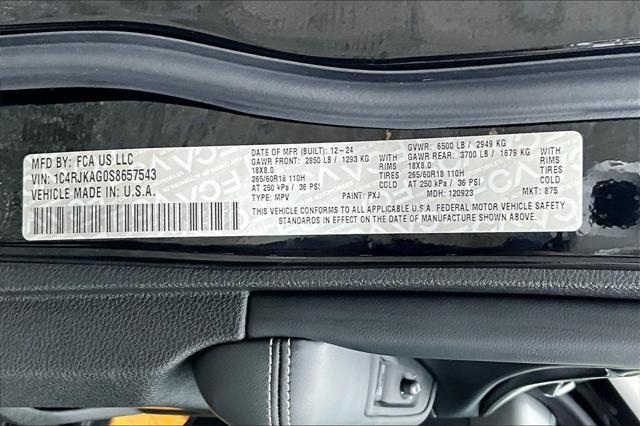 MFD BY: FCA US LLC
VIN: 1C4RJKAG0S8657543
VEHICLE MADE IN: U.S.A.
DATE OF MFR (BUILT): 12-24 GVWR: 6500 LB / 2949 KG
GAWR FRONT: 2850 LB / 1293 KG WITH GAWR REAR: 3700 LB / 1679 KG WITH
18X8.0 RIMS 18X8.0 RIMS
265/60R18 110H TIRES 265/60R18 110H TIRES
AT 250 kPa / 36 PSI COLD AT 250 kPa / 36 PSI COLD
TYPE: MPV PAINT: PXJ MDH: 120923 MKT: 875
THIS VEHICLE CONFORMS TO ALL APPLICABLE U.S.A. FEDERAL MOTOR VEHICLE SAFETY
STANDARDS IN EFFECT ON THE DATE OF MANUFACTURE SHOWN ABOVE.